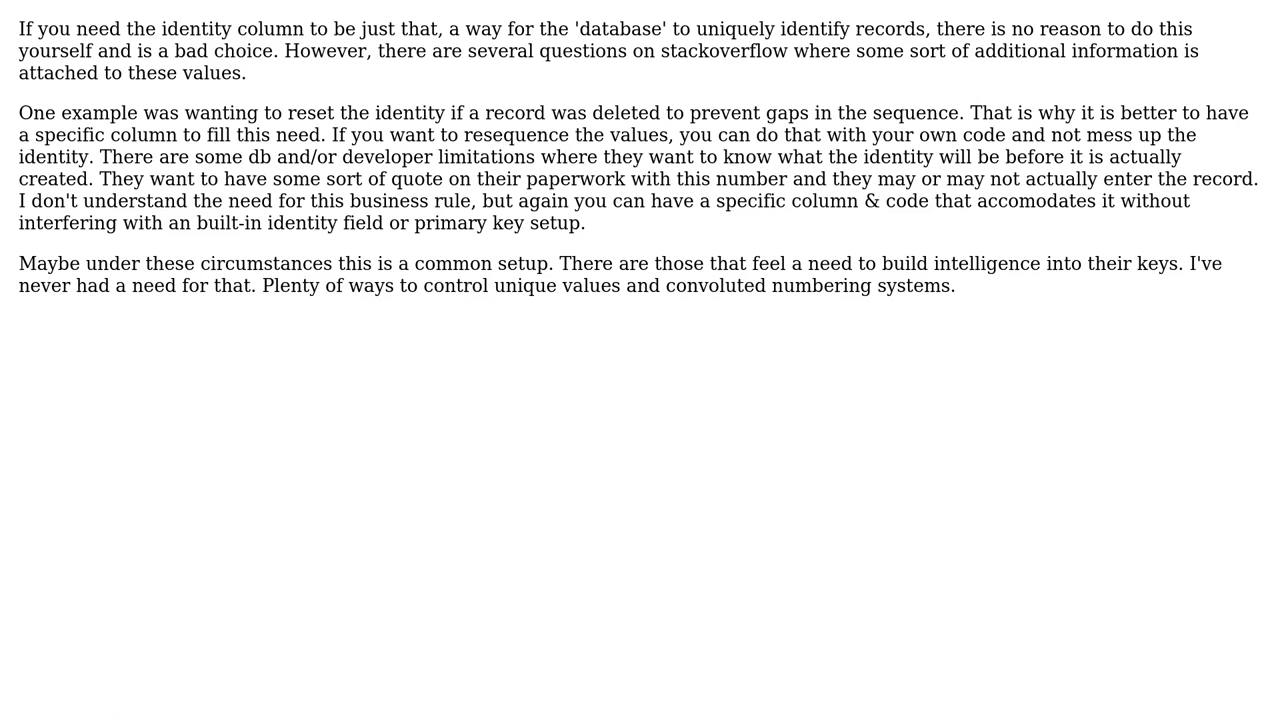 If you need the identity column to be just that, a way for the 'database' to uniquely identify records, there is no reason to do this
yourself and is a bad choice. However, there are several questions on stackoverflow where some sort of additional information is
attached to these values.
One example was wanting to reset the identity if a record was deleted to prevent gaps in the sequence. That is why it is better to have
a specific column to fill this need. If you want to resequence the values, you can do that with your own code and not mess up the
identity. There are some db and/or developer limitations where they want to know what the identity will be before it is actually
created. They want to have some sort of quote on their paperwork with this number and they may or may not actually enter the record.
I don't understand the need for this business rule, but again you can have a specific column & code that accomodates it without
interfering with an built-in identity field or primary key setup.
Maybe under these circumstances this is a common setup. There are those that feel a need to build intelligence into their keys. I've
never had a need for that. Plenty of ways to control unique values and convoluted numbering systems.